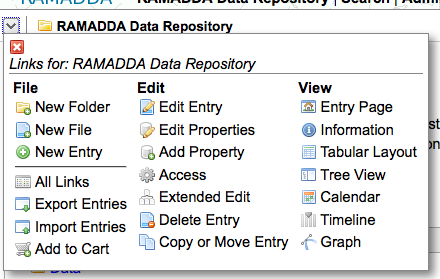 RAMADDA Data Repository | Search |
RAMADDA Data Repository
Links for: RAMADDA Data Repository
File
New Folder
New File
New Entry
All Links
Export Entries
Import Entries
Add to Cart
Edit
Edit Entry
Edit Properties
Add Property
Access
Extended Edit
Delete Entry
Copy or Move Entry
View
Entry Page
Information
Tabular Layout
Tree View
Calendar
Timeline
Graph
Data